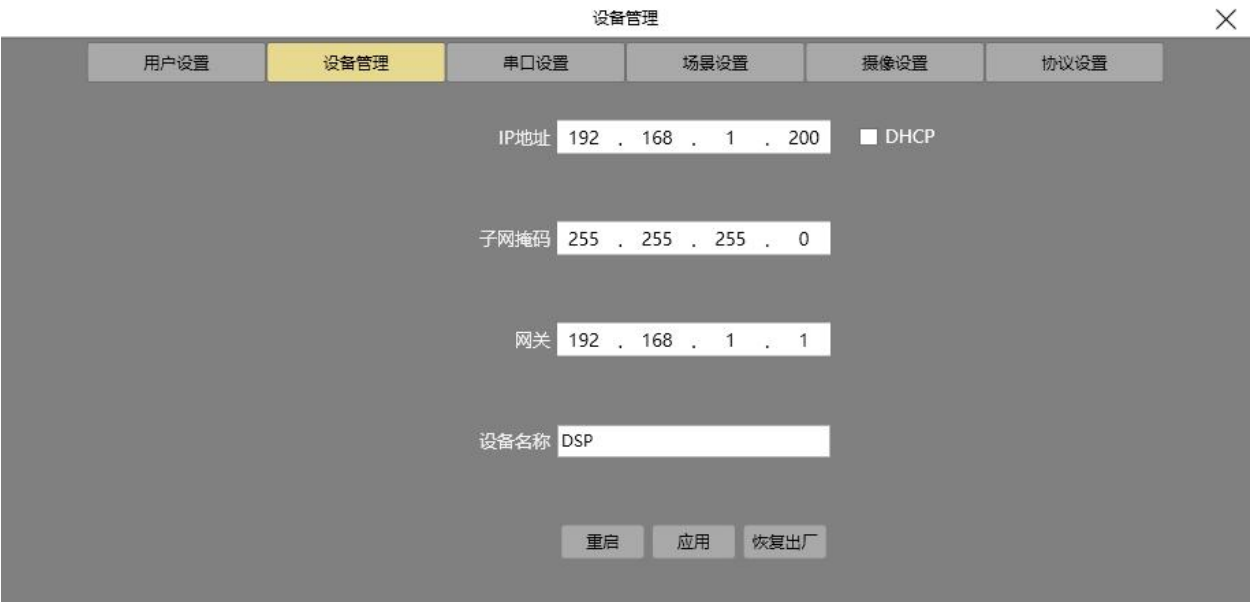 设备管理
用户设置 设备管理 串口设置 场景设置 摄像设置 协议设置
IP地址 192 . 168 . 1 . 200 DHCP
子网掩码 255 . 255 . 255 . 0
网关 192 . 168 . 1 . 1
设备名称 DSP
重启 应用 恢复出厂